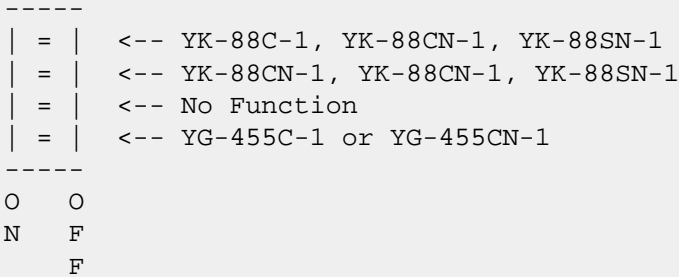 -----
| = | <-- YK-88C-1, YK-88CN-1, YK-88SN-1
| = | <-- YK-88CN-1, YK-88CN-1, YK-88SN-1
| = | <-- No Function
| = | <-- YG-455C-1 or YG-455CN-1
-----
O   O
N   F
    F